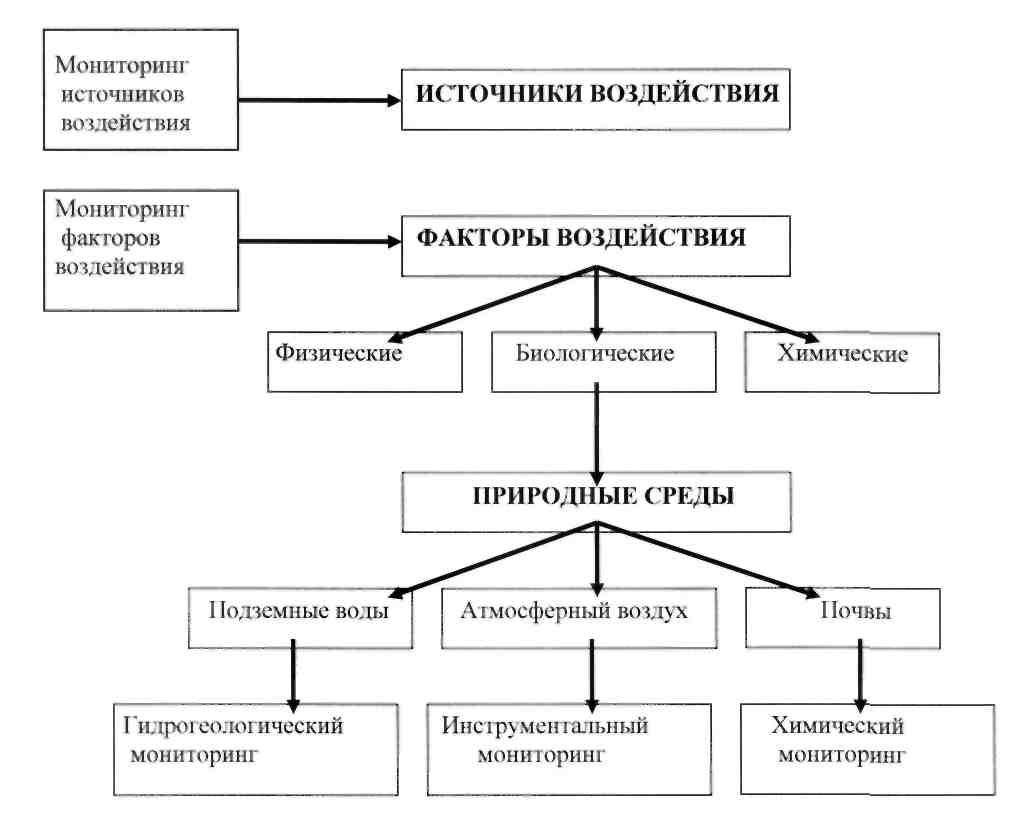 Мониторинг
источников
воздействия
ИСТОЧНИКИ ВОЗДЕЙСТВИЯ
Мониторинг
факторов
воздействия
ФАКТОРЫ ВОЗДЕЙСТВИЯ
Физические
Биологические
Химические
ПРИРОДНЫЕ СРЕДЫ
Подземные воды
Атмосферный воздух
Почвы
Гидрогеологический
мониторинг
Инструментальный
мониторинг
Химический
мониторинг